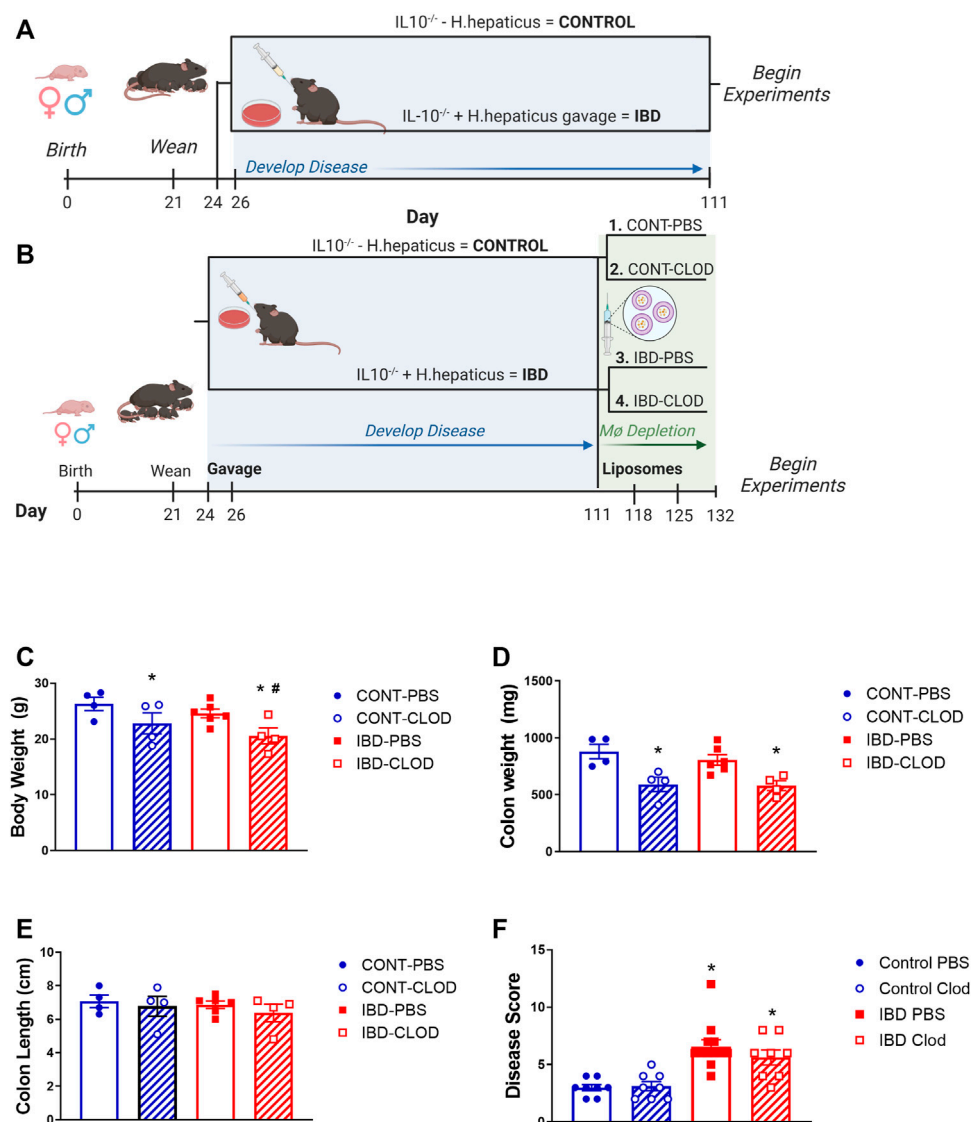 A
IL10-/- - H.hepaticus = CONTROL
Begin
Experiments
IL-10-/- + H.hepaticus gavage = IBD
Birth
Wean
Develop Disease
0
21
24
26
111
Day
B
IL10-/- - H.hepaticus = CONTROL
1. CONT-PBS
2. CONT-CLOD
3. IBD-PBS
IL10-/- + H.hepaticus = IBD
4. IBD-CLOD
Develop Disease
Mø Depletion
Birth
Wean
Gavage
Liposomes
Begin
Experiments
Day
0
21
24
26
111
118
125
132
C
Body Weight (g)
30
20
10
0
*
* #
CONT-PBS
CONT-CLOD
IBD-PBS
IBD-CLOD
D
Colon weight (mg)
1500
1000
500
0
*
*
CONT-PBS
CONT-CLOD
IBD-PBS
IBD-CLOD
E
Colon Length (cm)
10
8
6
4
2
0
CONT-PBS
CONT-CLOD
IBD-PBS
IBD-CLOD
F
Disease Score
15
10
5
0
*
*
Control PBS
Control Clod
IBD PBS
IBD Clod